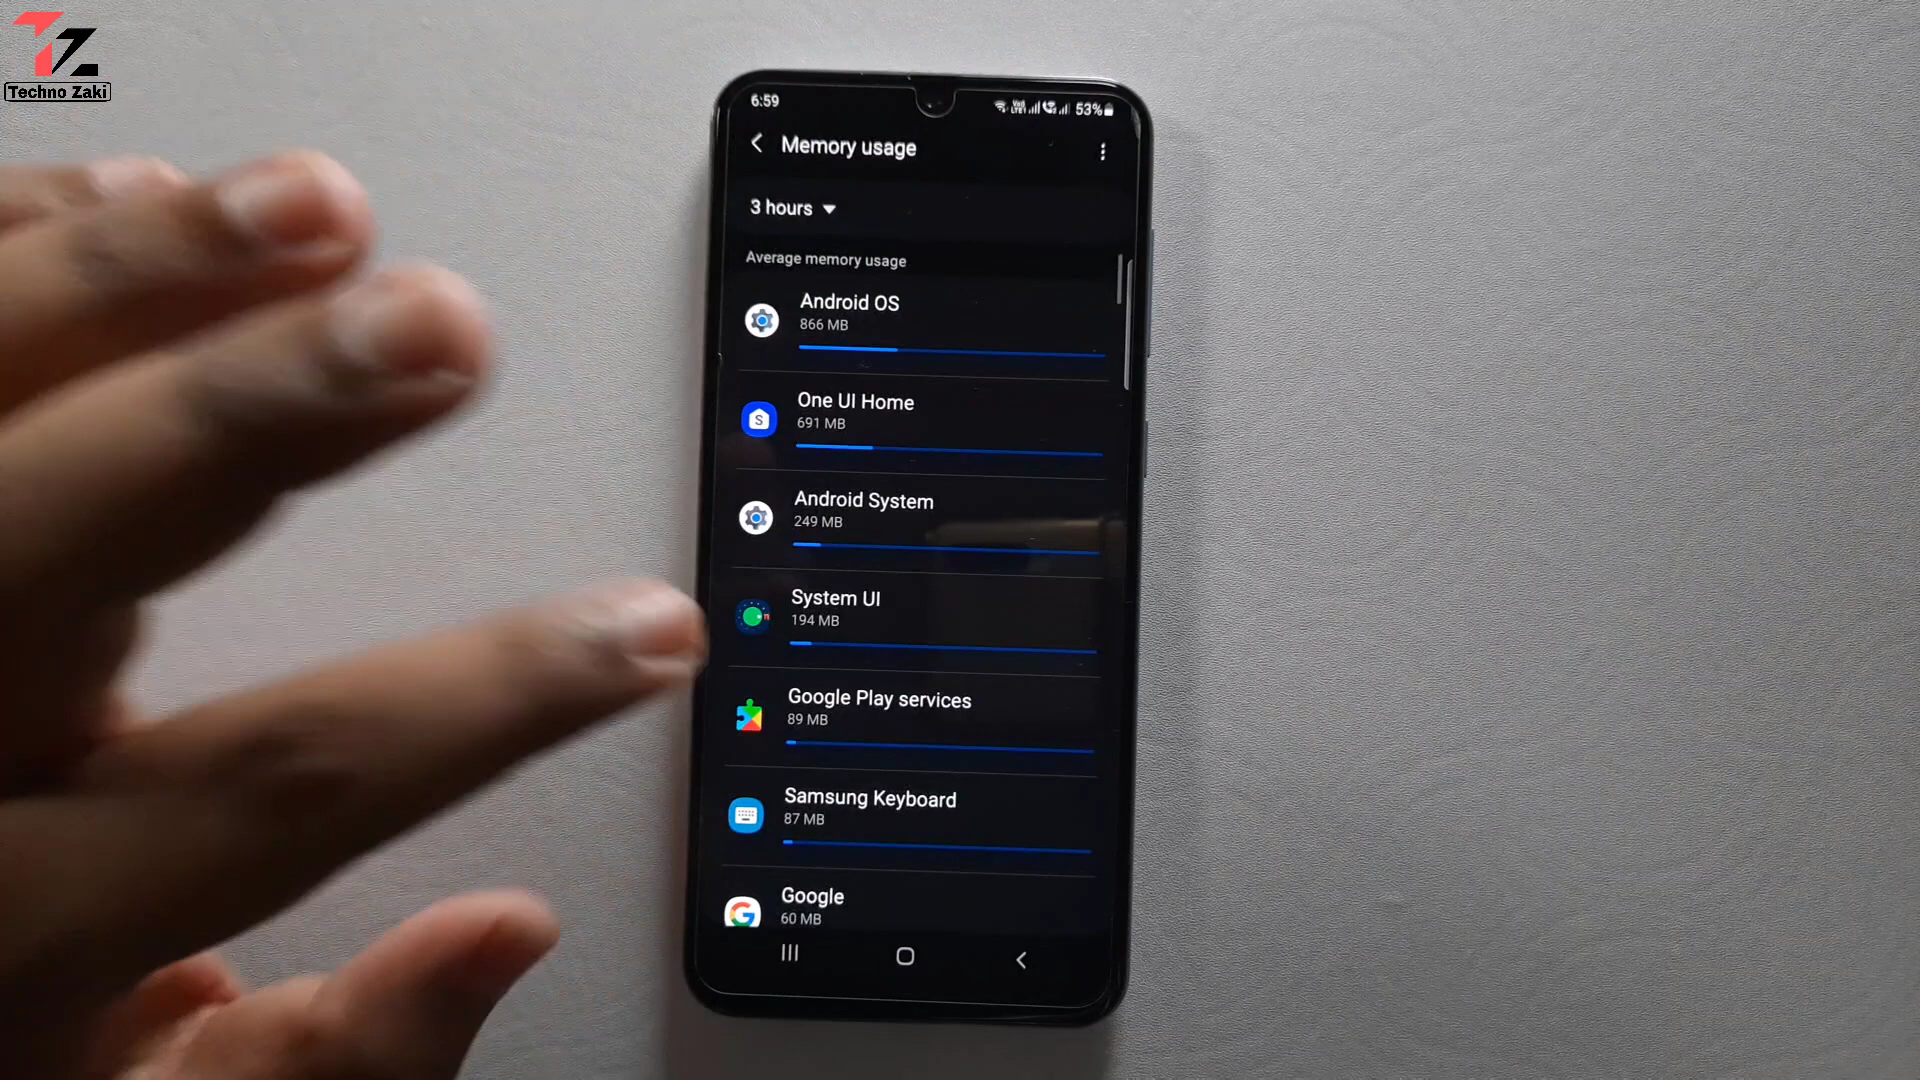 TZ
Techno Zaki
6:59
53%
Memory usage
3 hours
Average memory usage
Android OS
866 MB
One UI Home
691 MB
S
Android System
249 MB
System UI
194 MB
Google Play services
89 MB
Samsung Keyboard
87 MB
Google
60 MB
G